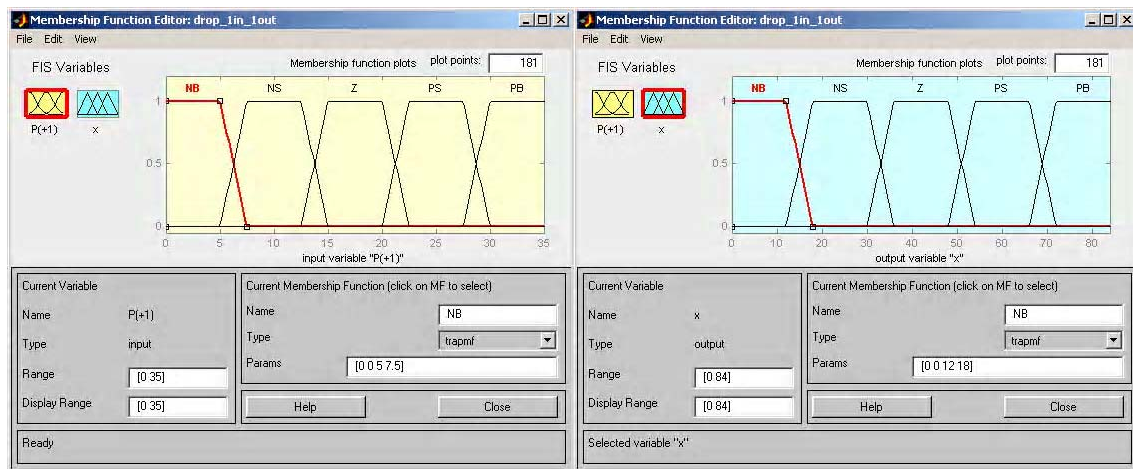 Membership Function Editor: drop_1in_1out
File Edit View
FIS Variables
P(+1)
x
Membership function plots
plot points:
181
NB NS Z PS PB
1
0.5
0
0 5 10 15 20 25 30 35
input variable "P(+1)"
Current Variable
Name P(+1)
Type input
Range [0 35]
Display Range [0 35]
Current Membership Function (click on MF to select)
Name NB
Type trapmf
Params [0 0 5 7.5]
Help Close
Ready
Membership Function Editor: drop_1in_1out
File Edit View
FIS Variables
P(+1)
x
Membership function plots
plot points:
181
NB NS Z PS PB
1
0.5
0
0 10 20 30 40 50 60 70 80
output variable "x"
Current Variable
Name x
Type output
Range [0 84]
Display Range [0 84]
Current Membership Function (click on MF to select)
Name NB
Type trapmf
Params [0 0 12 18]
Help Close
Selected variable "x"